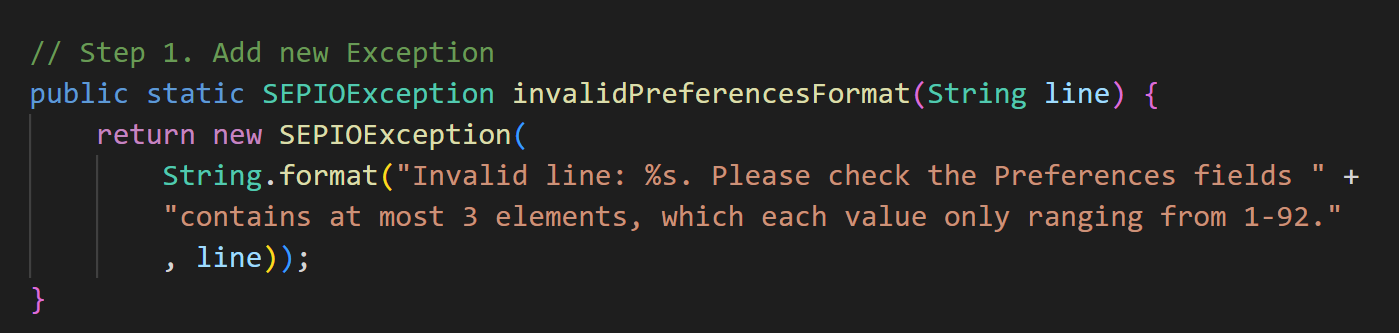 // Step 1. Add new Exception
public static SEPIOException invalidPreferencesFormat(String line) {
return new SEPIOException(
String.format("Invalid line: %s. Please check the Preferences fields " +
"contains at most 3 elements, which each value only ranging from 1-92."
, line));
}